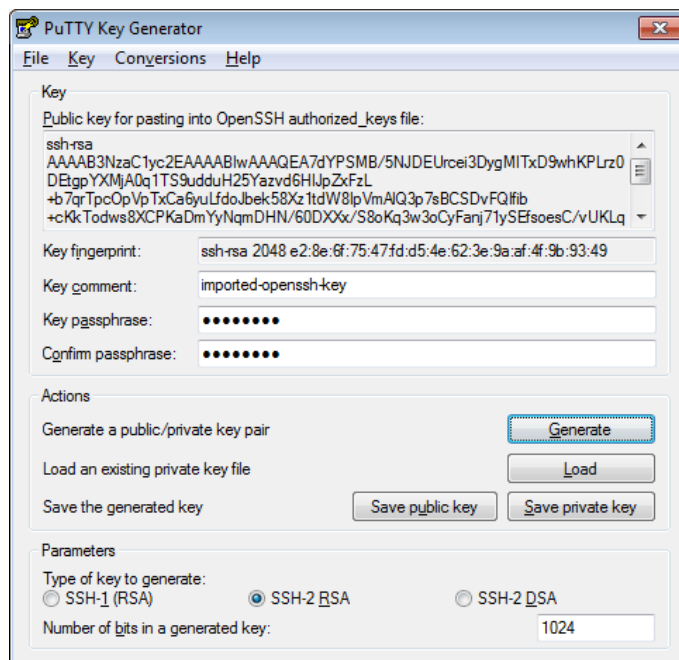 PuTTY Key Generator
File Key Conversions Help
Key
Public key for pasting into OpenSSH authorized_keys file:
ssh-rsa
AAAAB3NzaC1yc2EAAAABIwAAAQEA7dYPSMB/5NJDEUrcei3DygMITxD9whKPLrz0
DEtgpYXMjA0q1TS9udduH25Yazvd6HIJpZxFzL
+b7qrTpcOpVpTxCa6yuLfdoJbek58Xz1tdW8IpVmAlQ3p7sBCSDvFQIfib
+cKkTodws8XCPKaDmYyNqmDHN/60DXXx/S8oKq3w3oCyFanj71ySEfsoesC/vUKLq
Key fingerprint: ssh-rsa 2048 e2:8e:6f:75:47:fd:d5:4e:62:3e:9a:af:4f:9b:93:49
Key comment: imported-openssh-key
Key passphrase: ●●●●●●●●
Confirm passphrase: ●●●●●●●●
Actions
Generate a public/private key pair Generate
Load an existing private key file Load
Save the generated key Save public key Save private key
Parameters
Type of key to generate:
SSH-1 (RSA) SSH-2 RSA SSH-2 DSA
Number of bits in a generated key: 1024